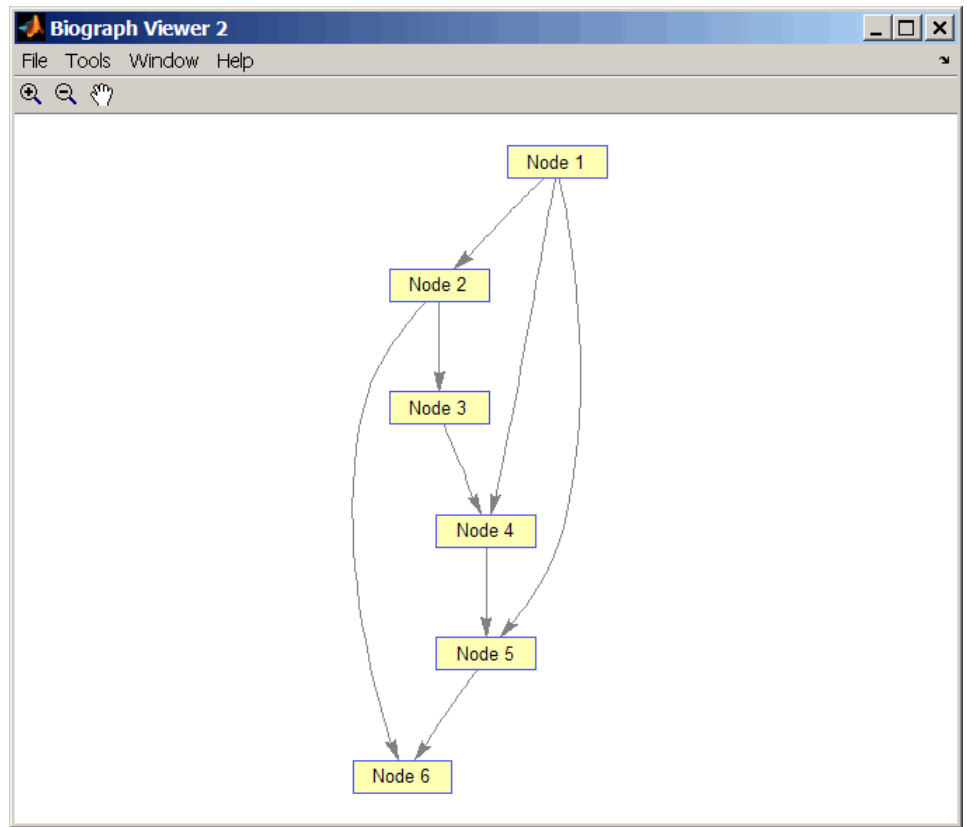 Biograph Viewer 2
File Tools Window Help
Node 1
Node 2
Node 3
Node 4
Node 5
Node 6